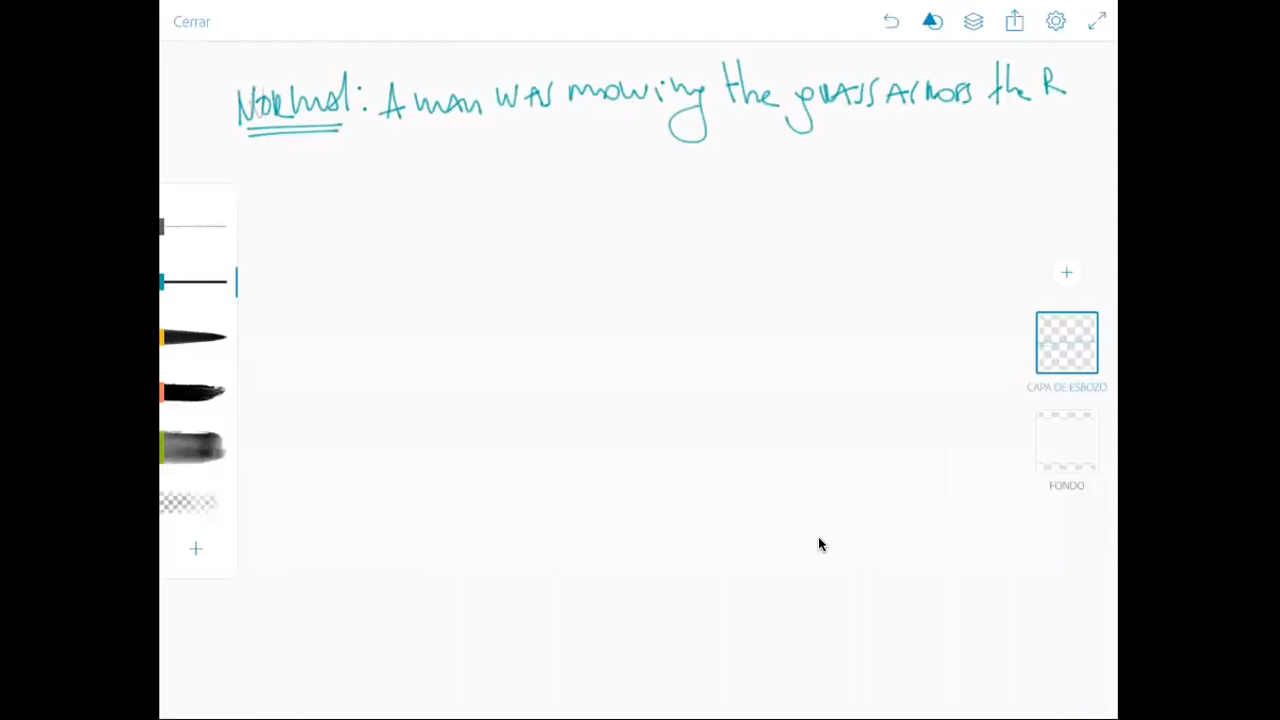 Cerrar
Normal: A man was mowing the grass across the R
CAPA DE ESBOZO
FONDO